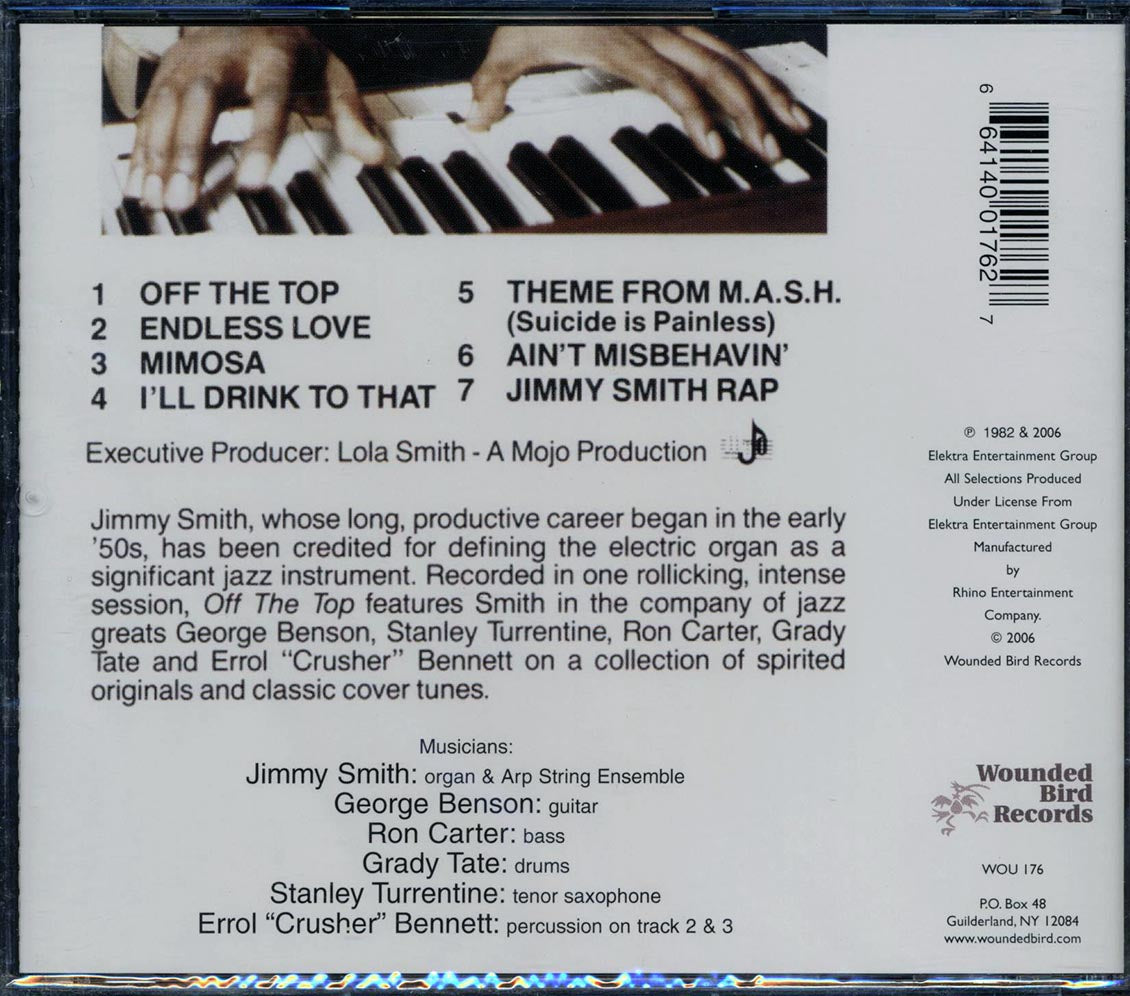 1 OFF THE TOP
2 ENDLESS LOVE
3 MIMOSA
4 I'LL DRINK TO THAT
5 THEME FROM M.A.S.H.
(Suicide is Painless)
6 AIN'T MISBEHAVIN'
7 JIMMY SMITH RAP
Executive Producer: Lola Smith - A Mojo Production
Jimmy Smith, whose long, productive career began in the early
'50s, has been credited for defining the electric organ as a
significant jazz instrument. Recorded in one rollicking, intense
session, Off The Top features Smith in the company of jazz
greats George Benson, Stanley Turrentine, Ron Carter, Grady
Tate and Errol "Crusher" Bennett on a collection of spirited
originals and classic cover tunes.
Musicians:
Jimmy Smith: organ & Arp String Ensemble
George Benson: guitar
Ron Carter: bass
Grady Tate: drums
Stanley Turrentine: tenor saxophone
Errol "Crusher" Bennett: percussion on track 2 & 3
6 64140 01762 7
℗ 1982 & 2006
Elekta Entertainment Group
All Selections Produced
Under License From
Elektra Entertainment Group
Manufactured
by
Rhino Entertainment
Company.
© 2006
Wounded Bird Records
Wounded
Bird
Records
WOU 176
P.O. Box 48
Guilderland, NY 12084
www.woundedbird.com